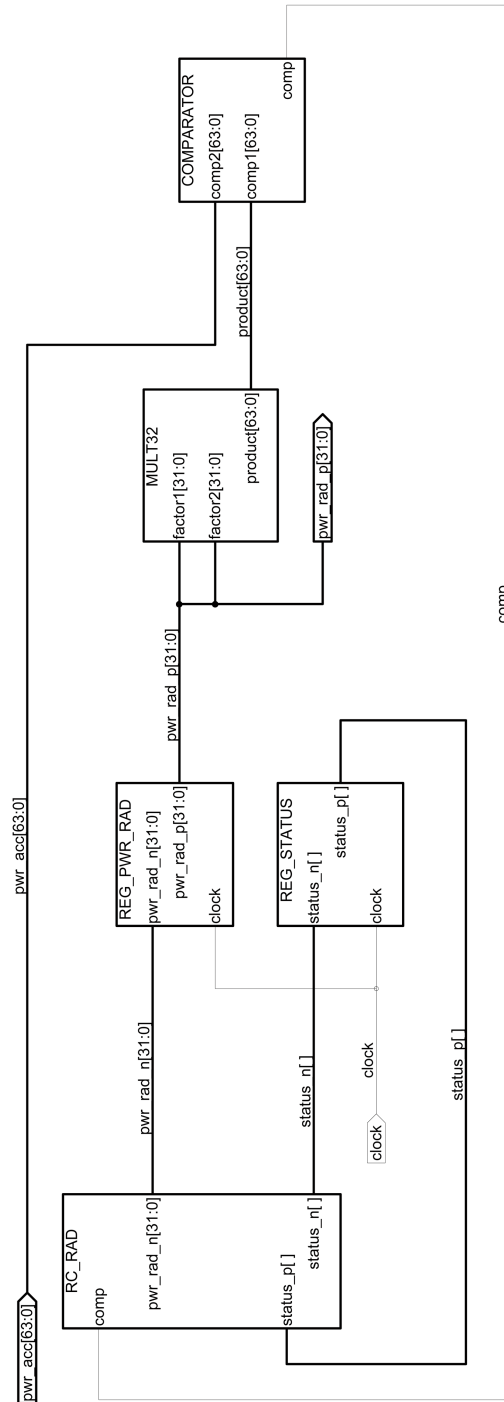 pwr_acc[63:0]
pwr_acc[63:0]
RC_RAD
comp
pwr_rad_n[31:0]
status_p[ ]
status_n[ ]
pwr_rad_n[31:0]
status_n[ ]
clock
clock
status_p[ ]
REG_PWR_RAD
pwr_rad_n[31:0]
pwr_rad_p[31:0]
clock
REG_STATUS
status_n[ ]
status_p[ ]
clock
pwr_rad_p[31:0]
MULT32
factor1[31:0]
factor2[31:0]
product[63:0]
pwr_rad_p[31:0]
product[63:0]
COMPARATOR
comp2[63:0]
comp1[63:0]
comp
comp